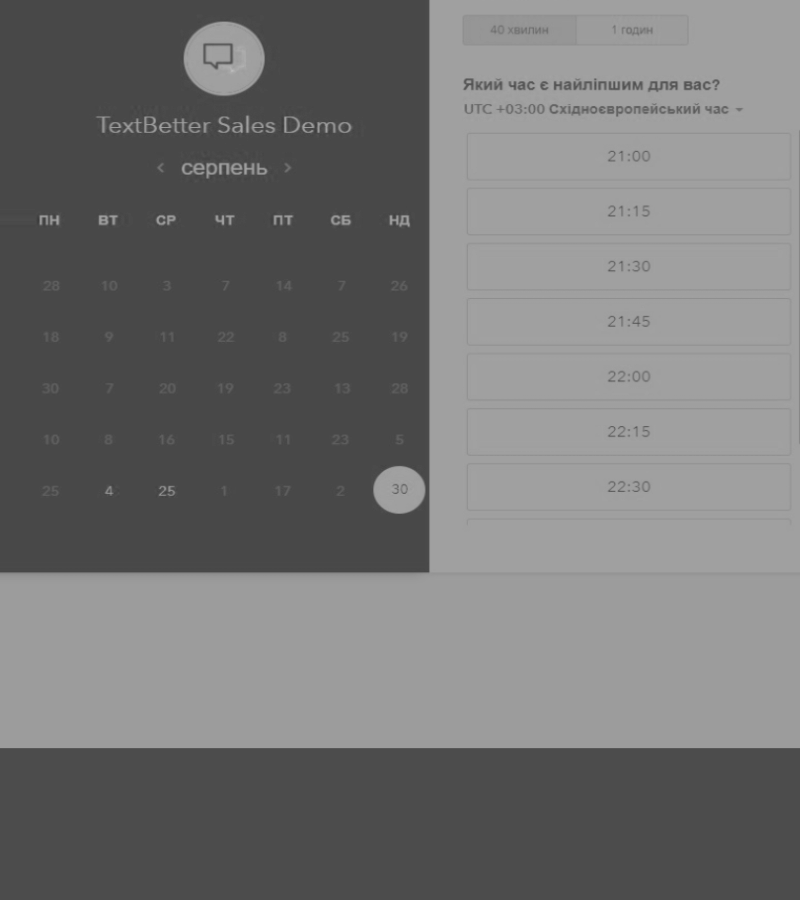 TextBetter Sales Demo
< серпень >
ПН ВТ СР ЧТ ПТ СБ НД
28 10 3 7 14 7 26
18 9 11 22 8 25 19
30 7 20 19 23 13 28
10 8 16 15 11 23 5
25 4 25 1 17 2 30
40 хвилин 1 годин
Який час є найліпшим для вас?
UTC +03:00 Східноєвропейський час
21:00
21:15
21:30
21:45
22:00
22:15
22:30